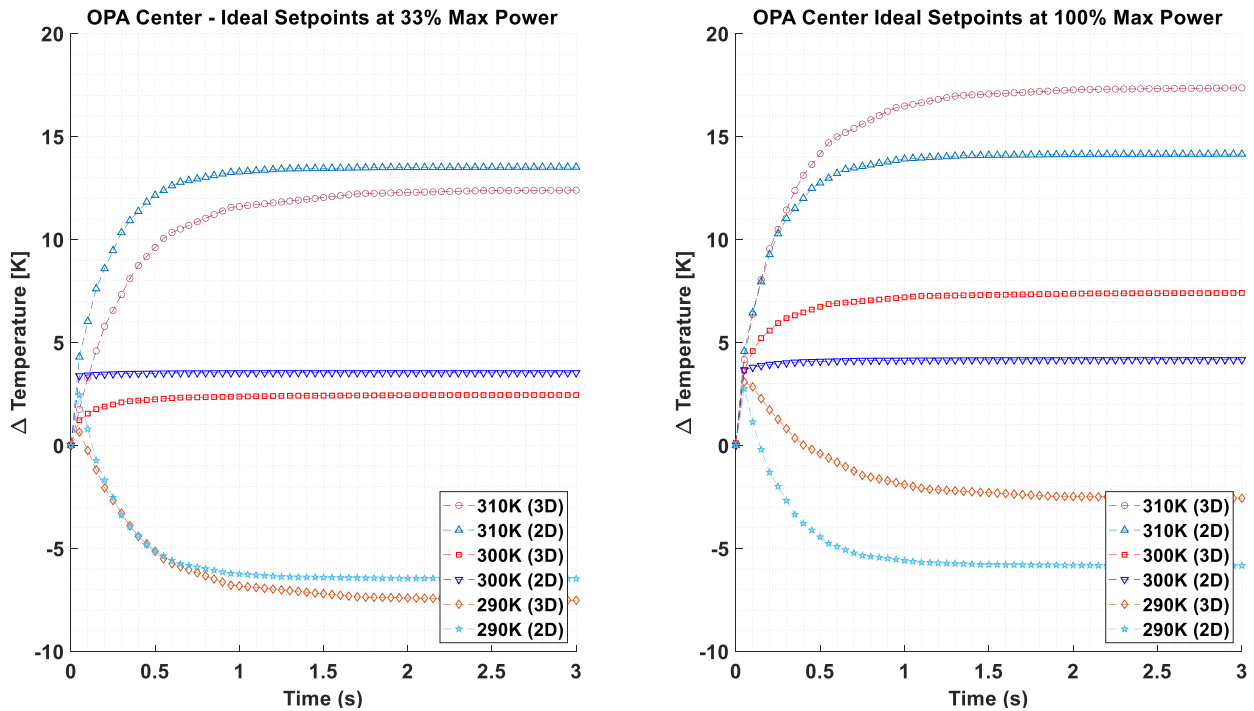 OPA Center - Ideal Setpoints at 33% Max Power
20
15
10
5
0
-5
-10
Δ Temperature [K]
0 0.5 1 1.5 2 2.5 3
Time (s)
310K (3D)
310K (2D)
300K (3D)
300K (2D)
290K (3D)
290K (2D)
OPA Center Ideal Setpoints at 100% Max Power
20
15
10
5
0
-5
-10
Δ Temperature [K]
0 0.5 1 1.5 2 2.5 3
Time (s)
310K (3D)
310K (2D)
300K (3D)
300K (2D)
290K (3D)
290K (2D)